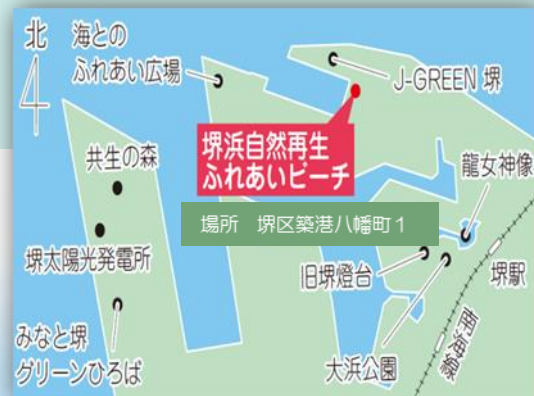 北
海との
ふれあい広場
J-GREEN 堺
堺浜自然再生
ふれあいビーチ
共生の森
龍女神像
場所 堺区築港八幡町1
堺太陽光発電所
旧堺燈台
堺駅
みなと堺
グリーンひろば
大浜公園
南海線